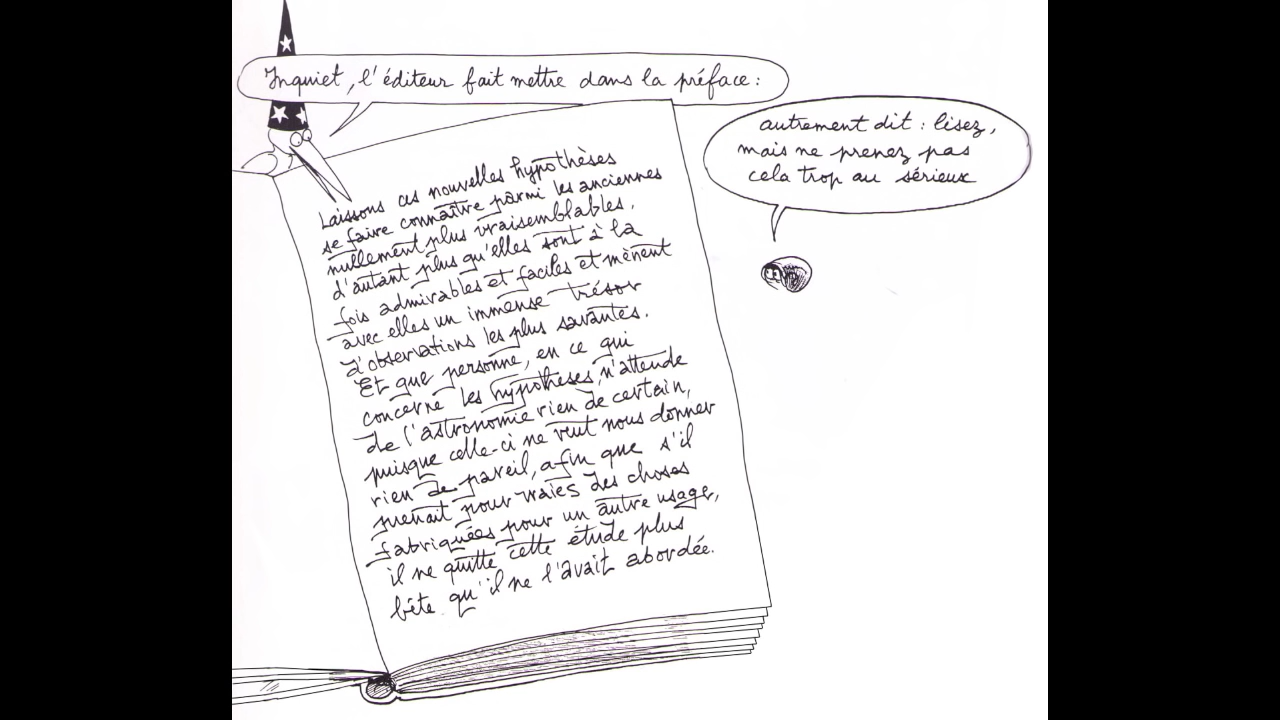 Inquiet, l'éditeur fait mettre dans la préface :
autrement dit : lisez,
mais ne prenez pas
cela trop au sérieux
Laissons ces nouvelles hypothèses
se faire connaître parmi les anciennes
nullement plus vraisemblables,
d'autant plus qu'elles sont à la
fois admirables et faciles et mènent
avec elles un immense trésor
d'observations les plus savantes.
Et que personne, en ce qui
concerne les hypothèses, n'attende
de l'astronomie rien de certain,
puisque celle-ci ne veut nous donner
rien de pareil, afin que s'il
prenait pour vraies des choses
fabriquées pour un autre usage,
il ne quitte cette étude plus
bête qu'il ne l'avait abordée.